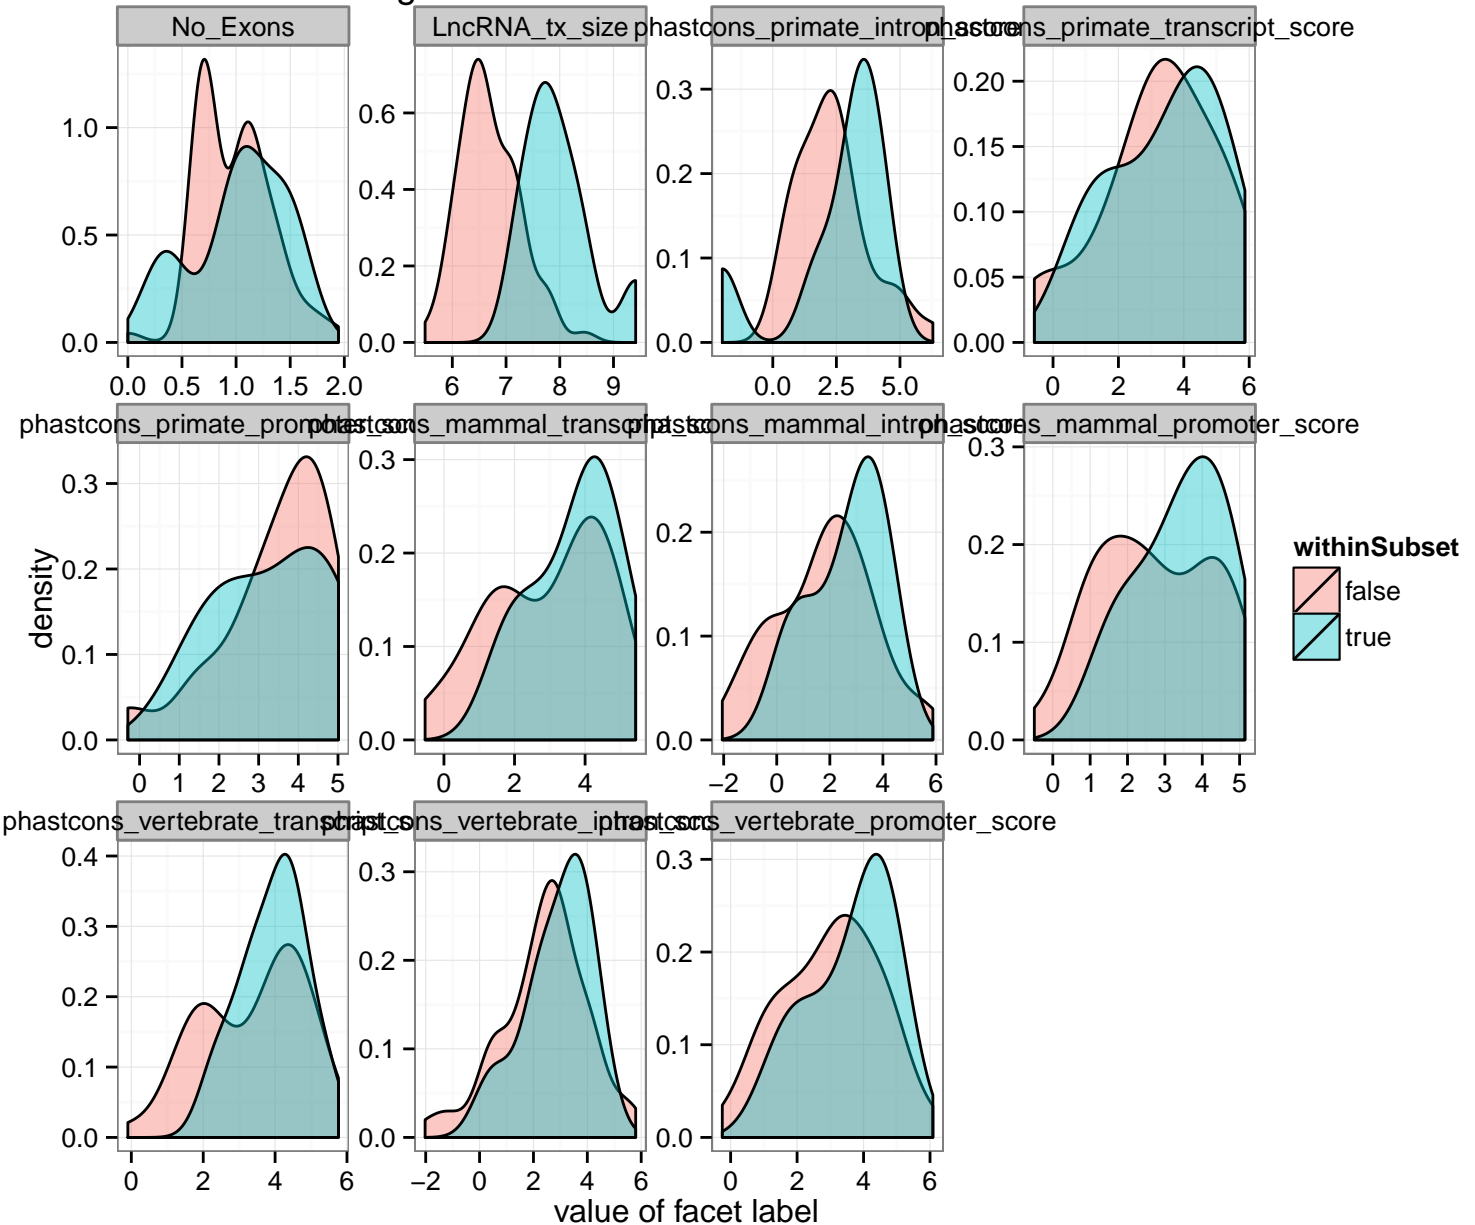 g
No_Exons
LncRNA_tx_size
phastcons_primate_intron_score
phastcons_primate_transcript_score
1.0
0.5
0.0
0.6
0.4
0.2
0.0
0.3
0.2
0.1
0.0
0.20
0.15
0.10
0.05
0.00
0.0 0.5 1.0 1.5 2.0
6 7 8 9
0.0 2.5 5.0
0 2 4 6
phastcons_primate_promoter_score
phastcons_mammal_transcript_score
phastcons_mammal_intron_score
phastcons_mammal_promoter_score
0.3
0.2
0.1
0.0
0.3
0.2
0.1
0.0
0.2
0.1
0.0
0.3
0.2
0.1
0.0
0 1 2 3 4 5
0 2 4
−2 0 2 4 6
0 1 2 3 4 5
phastcons_vertebrate_transcript_score
phastcons_vertebrate_intron_score
phastcons_vertebrate_promoter_score
0.4
0.3
0.2
0.1
0.0
0.3
0.2
0.1
0.0
0.3
0.2
0.1
0.0
0 2 4 6
−2 0 2 4 6
0 2 4 6
density
value of facet label
withinSubset
false
true